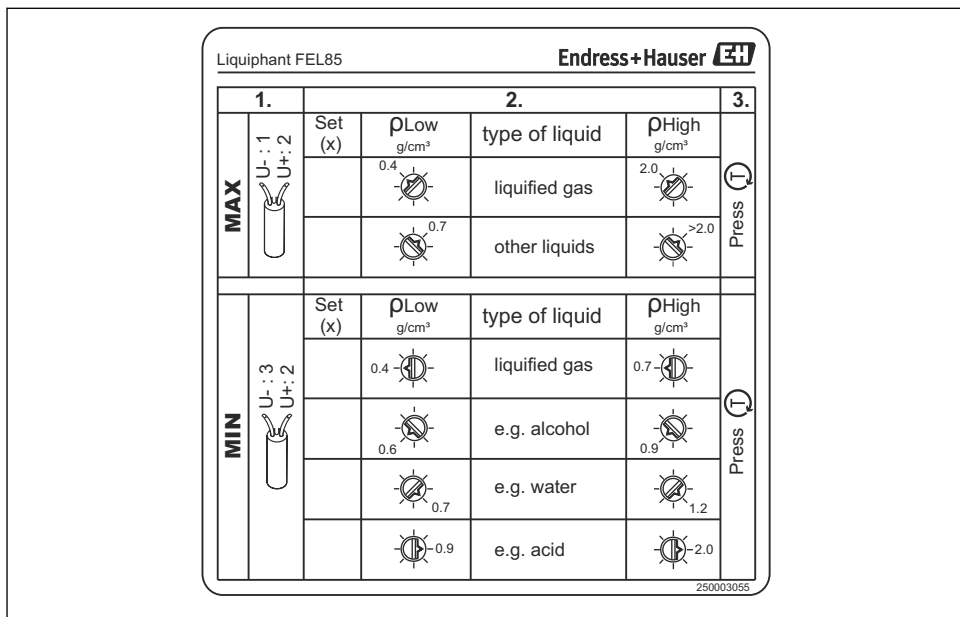 Liquiphant FEL85
Endress+Hauser EH
1. 2. 3.
MAX
U- : 1
U+: 2
Set (x) ρLow g/cm³ type of liquid ρHigh g/cm³
0.4 liquified gas 2.0
0.7 other liquids >2.0
Press T
MIN
U- : 3
U+: 2
Set (x) ρLow g/cm³ type of liquid ρHigh g/cm³
0.4 liquified gas 0.7
0.6 e.g. alcohol 0.9
0.7 e.g. water 1.2
0.9 e.g. acid 2.0
Press T
250003055